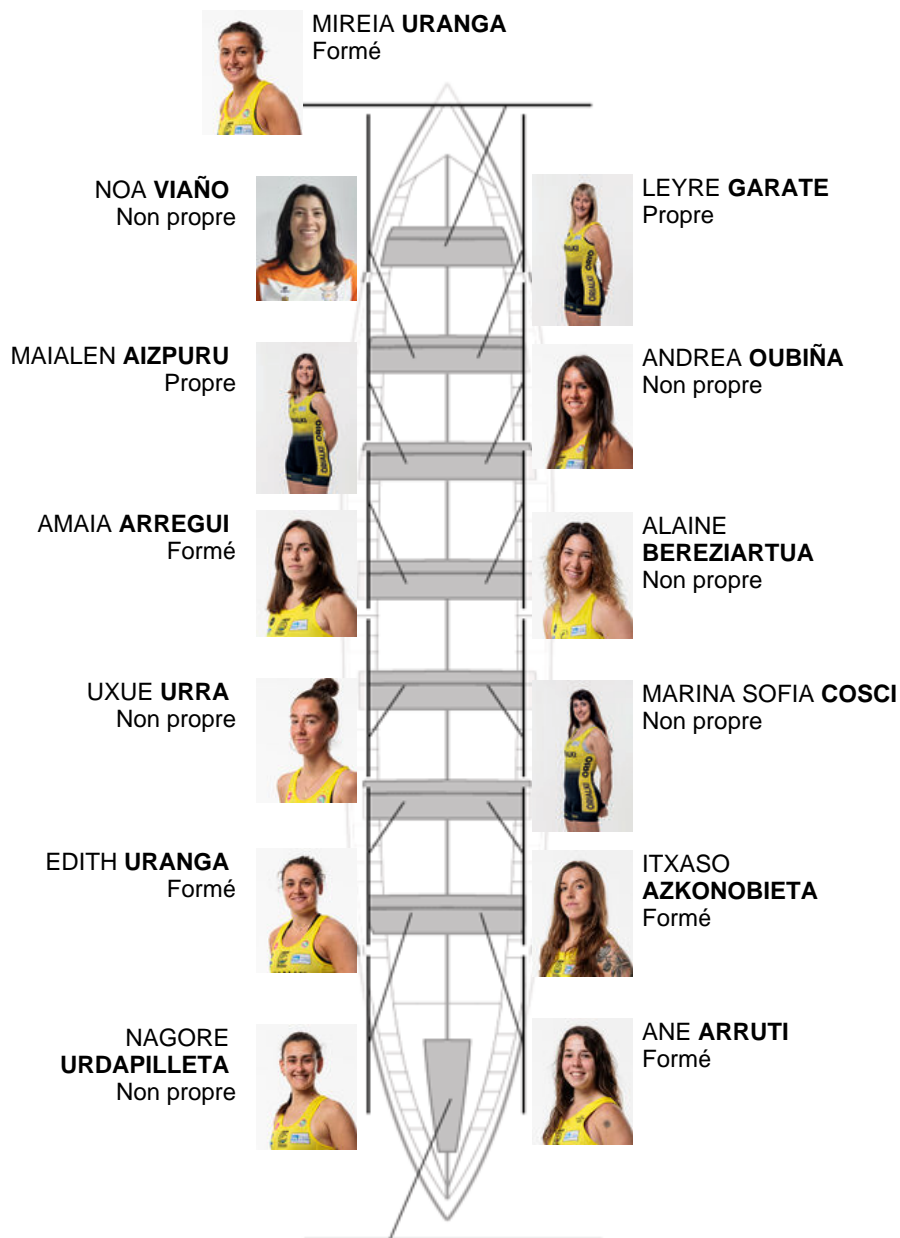 MIREIA URANGA
Formé
NOA VIAÑO
Non propre
LEYRE GARATE
Propre
MAIALEN AIZPURU
Propre
ANDREA OUBIÑA
Non propre
AMAIA ARREGUI
Formé
ALAINE
BEREZIARTUA
Non propre
UXUE URRA
Non propre
MARINA SOFIA COSCI
Non propre
EDITH URANGA
Formé
ITXASO
AZKONOBIETA
Formé
NAGORE
URDAPILLETA
Non propre
ANE ARRUTI
Formé